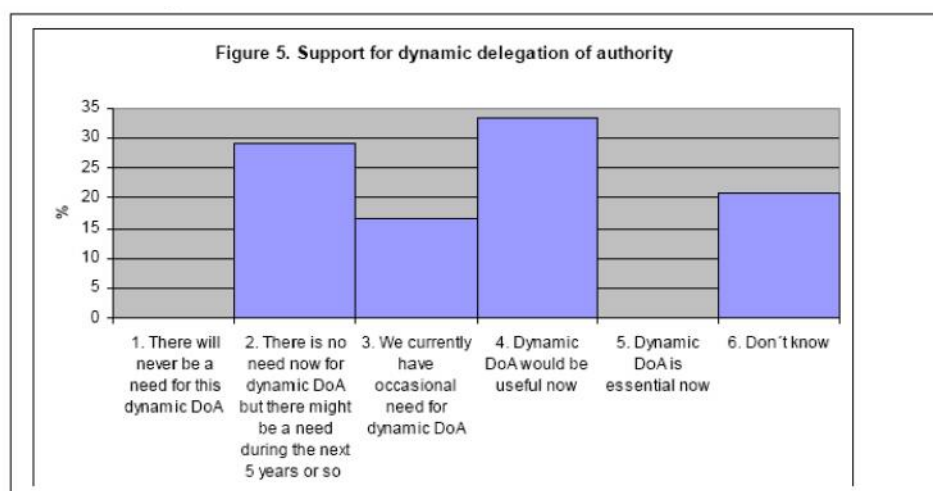 Figure 5. Support for dynamic delegation of authority
35
30
25
20
15
10
5
0
%
1. There will
never be a
need for this
dynamic DoA
2. There is no
need now for
dynamic DoA
but there might
be a need
during the next
5 years or so
3. We currently
have
occasional
need for
dynamic DoA
4. Dynamic
DoA would be
useful now
5. Dynamic
DoA is
essential now
6. Don´t know